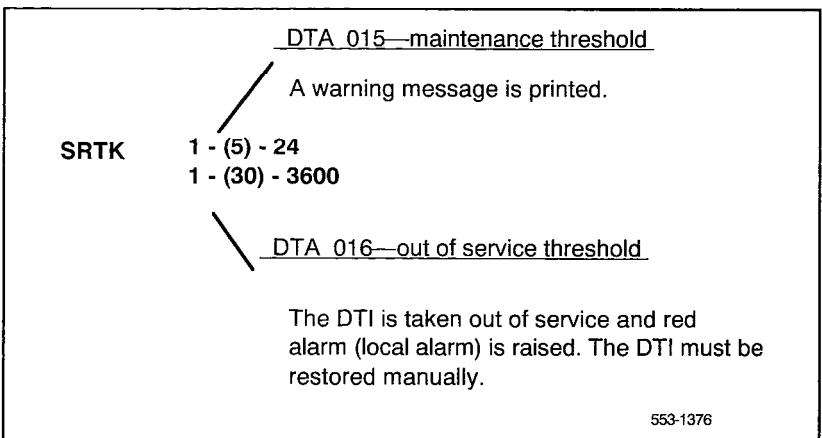 DTA 015—maintenance threshold
A warning message is printed.
SRTK 1 - (5) - 24
1 - (30) - 3600
DTA 016—out of service threshold
The DTI is taken out of service and red
alarm (local alarm) is raised. The DTI must be
restored manually.
553-1376